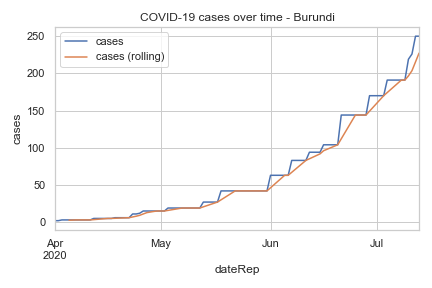 COVID-19 cases over time - Burundi
cases
cases (rolling)
cases
250
200
150
100
50
0
Apr May Jun Jul
2020
dateRep